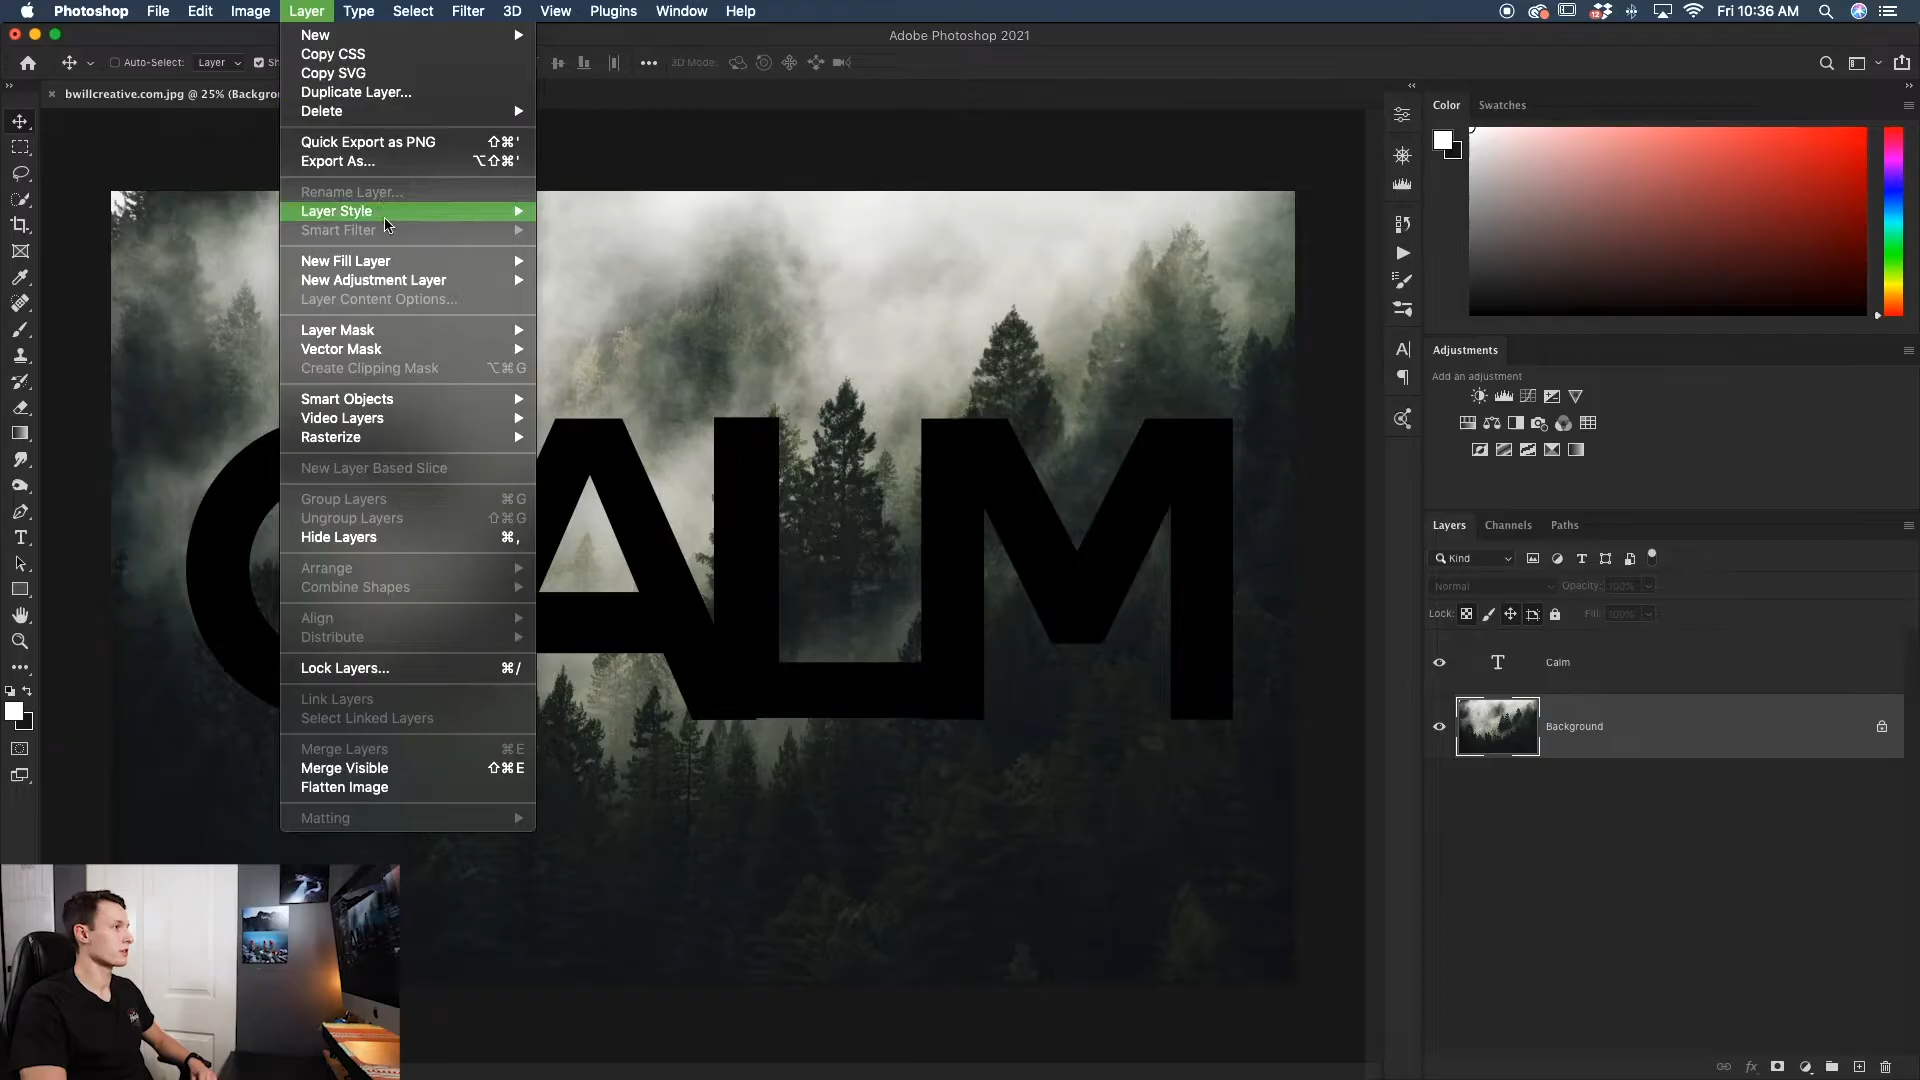 Photoshop File Edit Image Layer Type Select Filter 3D View Plugins Window Help Fri 10:36 AM
Adobe Photoshop 2021
Auto-Select: Layer Sh 3D Mode:
bwillcreative.com.jpg @ 25% (Backgrou
New
Copy CSS
Copy SVG
Duplicate Layer...
Delete
Quick Export as PNG ⇧⌘'
Export As... ⌥⇧⌘'
Rename Layer...
Layer Style
Smart Filter
New Fill Layer
New Adjustment Layer
Layer Content Options...
Layer Mask
Vector Mask
Create Clipping Mask ⌥⌘G
Smart Objects
Video Layers
Rasterize
New Layer Based Slice
Group Layers ⌘G
Ungroup Layers ⇧⌘G
Hide Layers ⌘,
Arrange
Combine Shapes
Align
Distribute
Lock Layers... ⌘/
Link Layers
Select Linked Layers
Merge Layers ⌘E
Merge Visible ⇧⌘E
Flatten Image
Matting
CALM
Color Swatches
Adjustments
Add an adjustment
Layers Channels Paths
Kind
Normal Opacity: 100%
Lock: Fill: 100%
Calm
Background